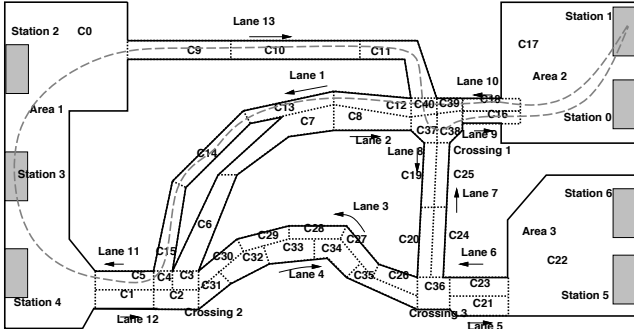 Station 2
C0
Lane 13
C9
C10
C11
Station 1
C17
Area 2
Lane 10
Lane 1
C18
C16
Station 0
Area 1
C13
C12
C40
C39
C7
C8
C37
C38
Lane 9
Lane 2
Lane 8
Crossing 1
C14
Station 3
C19
C25
Lane 7
Station 6
Lane 3
C6
C29
C28
C27
Area 3
C20
C24
Lane 6
C22
Lane 11
C15
C30
C33
C34
C32
C5
C4
C3
C31
Lane 4
C35
C26
C36
C23
C21
Station 5
Station 4
C1
C2
Crossing 2
Crossing 3
Lane 12
Lane 5